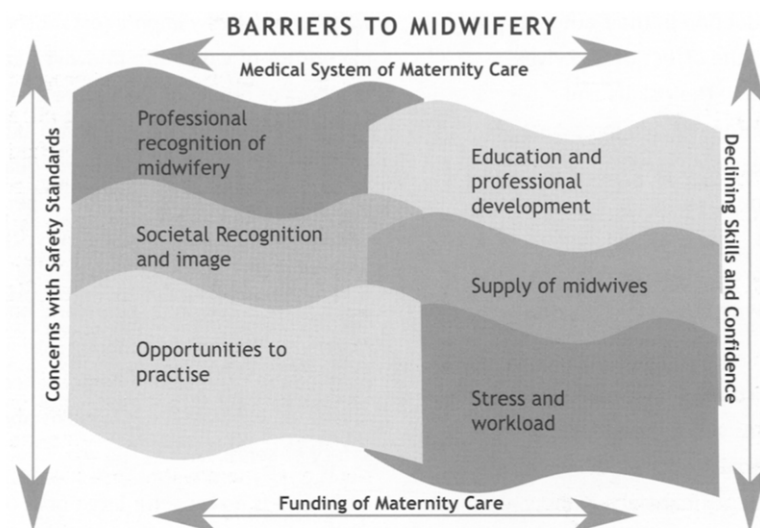 BARRIERS TO MIDWIFERY
Medical System of Maternity Care
Concerns with Safety Standards
Professional
recognition of
midwifery
Societal Recognition
and image
Opportunities to
practise
Education and
professional
development
Supply of midwives
Stress and
workload
Declining Skills and Confidence
Funding of Maternity Care